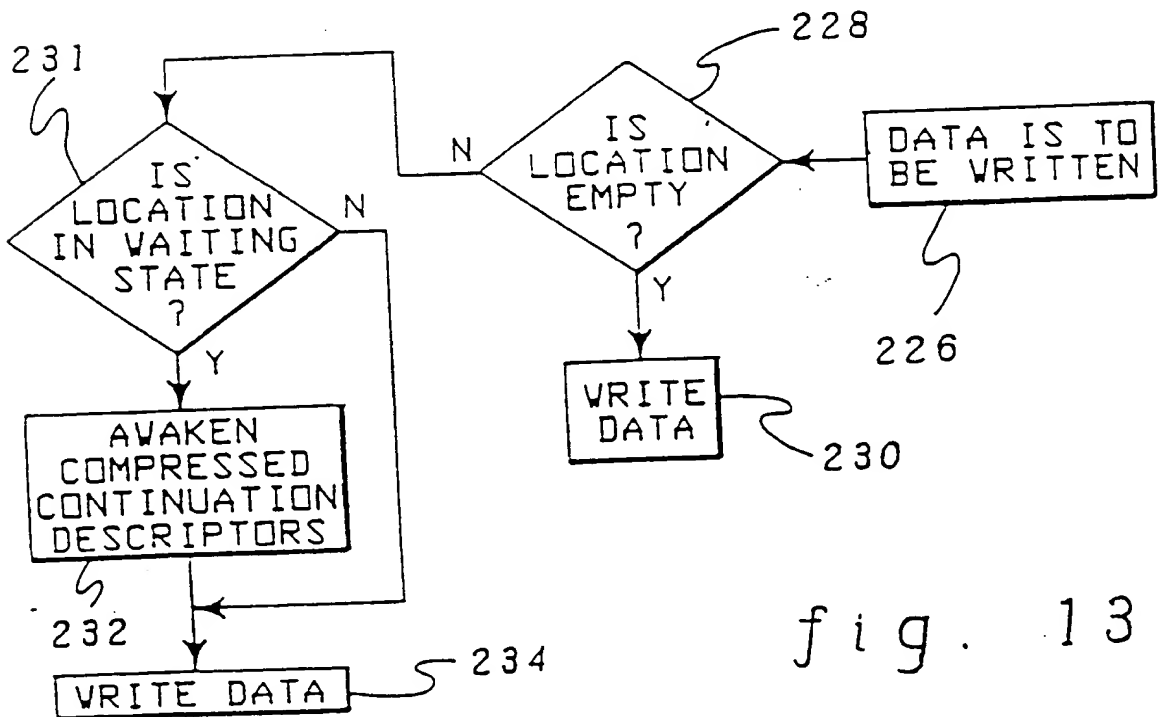 231
228
IS
LOCATION
IN WAITING
STATE
?
N
Y
N
IS
LOCATION
EMPTY
?
Y
DATA IS TO
BE WRITTEN
226
WRITE
DATA
230
AWAKEN
COMPRESSED
CONTINUATION
DESCRIPTORS
232
WRITE DATA
234
fig. 13